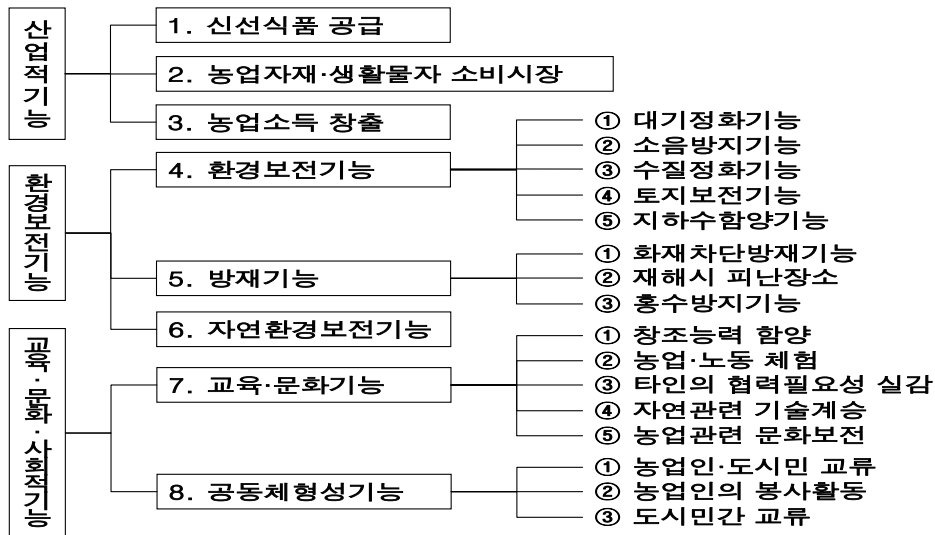 산업적기능
1. 신선식품 공급
2. 농업자재·생활물자 소비시장
3. 농업소득 창출
환경보전기능
4. 환경보전기능
① 대기정화기능
② 소음방지기능
③ 수질정화기능
④ 토지보전기능
⑤ 지하수함양기능
5. 방재기능
① 화재차단방재기능
② 재해시 피난장소
③ 홍수방지기능
6. 자연환경보전기능
교육·문화·사회적기능
7. 교육·문화기능
① 창조능력 함양
② 농업·노동 체험
③ 타인의 협력필요성 실감
④ 자연관련 기술계승
⑤ 농업관련 문화보전
8. 공동체형성기능
① 농업인·도시민 교류
② 농업인의 봉사활동
③ 도시민간 교류